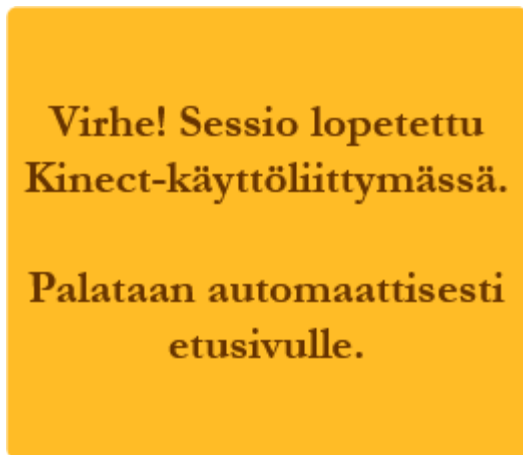 Virhe! Sessio lopetettu
Kinect-käyttöliittymässä.
Palataan automaattisesti
etusivulle.